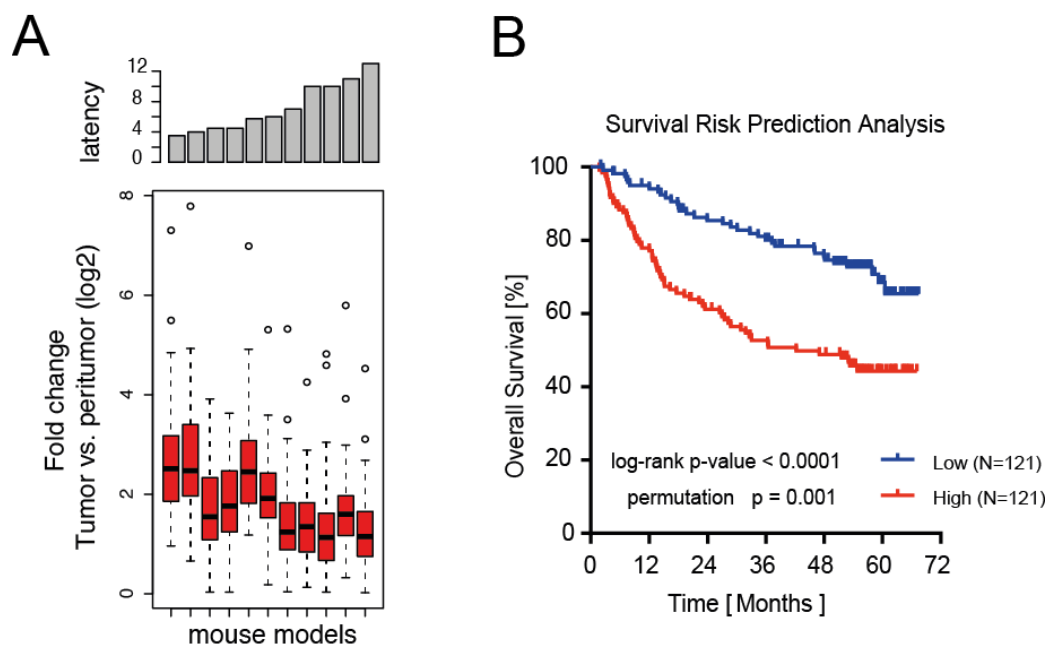 A
latency
12
8
4
0
Fold change
Tumor vs. peritumor (log2)
8
6
4
2
0
mouse models
B
Survival Risk Prediction Analysis
Overall Survival [%]
100
80
60
40
20
0
log-rank p-value < 0.0001
permutation p = 0.001
Low (N=121)
High (N=121)
0 12 24 36 48 60 72
Time [ Months ]